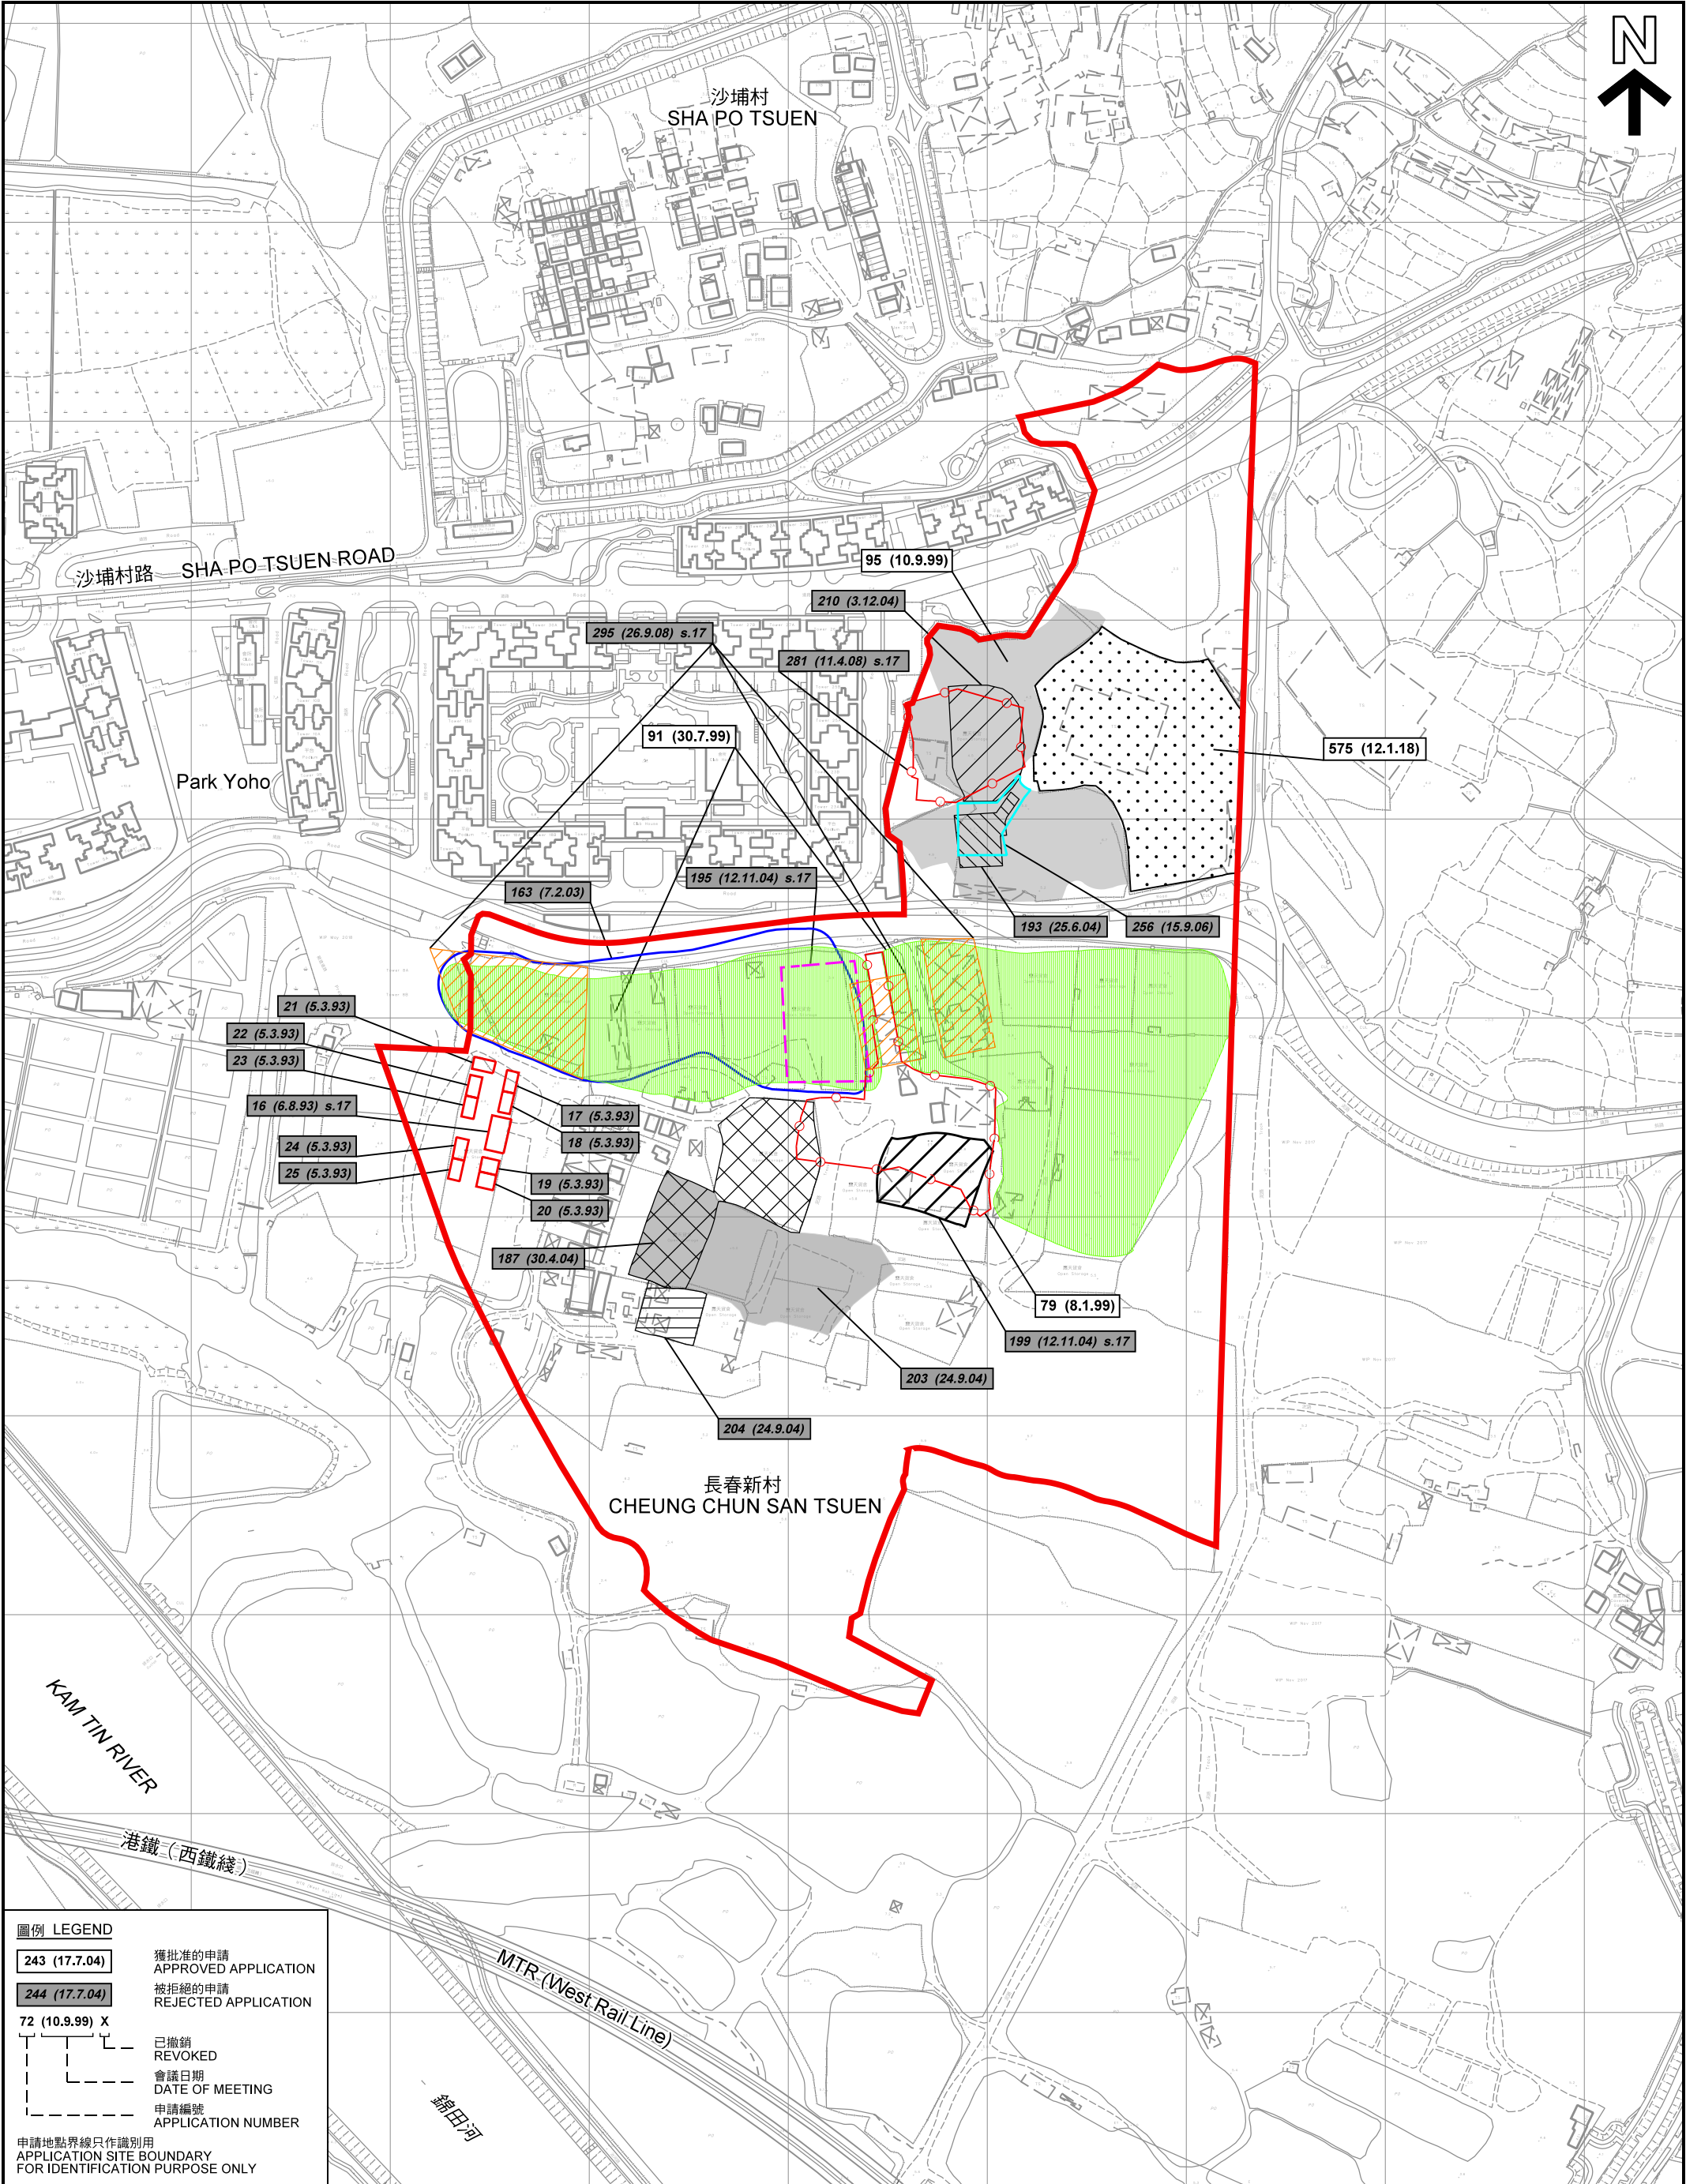 N
沙埔村
SHA PO TSUEN
沙埔村路 SHA PO TSUEN ROAD
95 (10.9.99)
210 (3.12.04)
295 (26.9.08) s.17
281 (11.4.08) s.17
91 (30.7.99)
575 (12.1.18)
Park Yoho
195 (12.11.04) s.17
163 (7.2.03)
193 (25.6.04)
256 (15.9.06)
21 (5.3.93)
22 (5.3.93)
23 (5.3.93)
16 (6.8.93) s.17
17 (5.3.93)
18 (5.3.93)
24 (5.3.93)
25 (5.3.93)
19 (5.3.93)
20 (5.3.93)
187 (30.4.04)
79 (8.1.99)
199 (12.11.04) s.17
203 (24.9.04)
204 (24.9.04)
長春新村
CHEUNG CHUN SAN TSUEN
KAM TIN RIVER
港鐵（西鐵綫）
MTR (West Rail Line)
錦田河
圖例 LEGEND
243 (17.7.04)
獲批准的申請
APPROVED APPLICATION
244 (17.7.04)
被拒絕的申請
REJECTED APPLICATION
72 (10.9.99) X
已撤銷
REVOKED
會議日期
DATE OF MEETING
申請編號
APPLICATION NUMBER
申請地點界線只作識別用
APPLICATION SITE BOUNDARY
FOR IDENTIFICATION PURPOSE ONLY